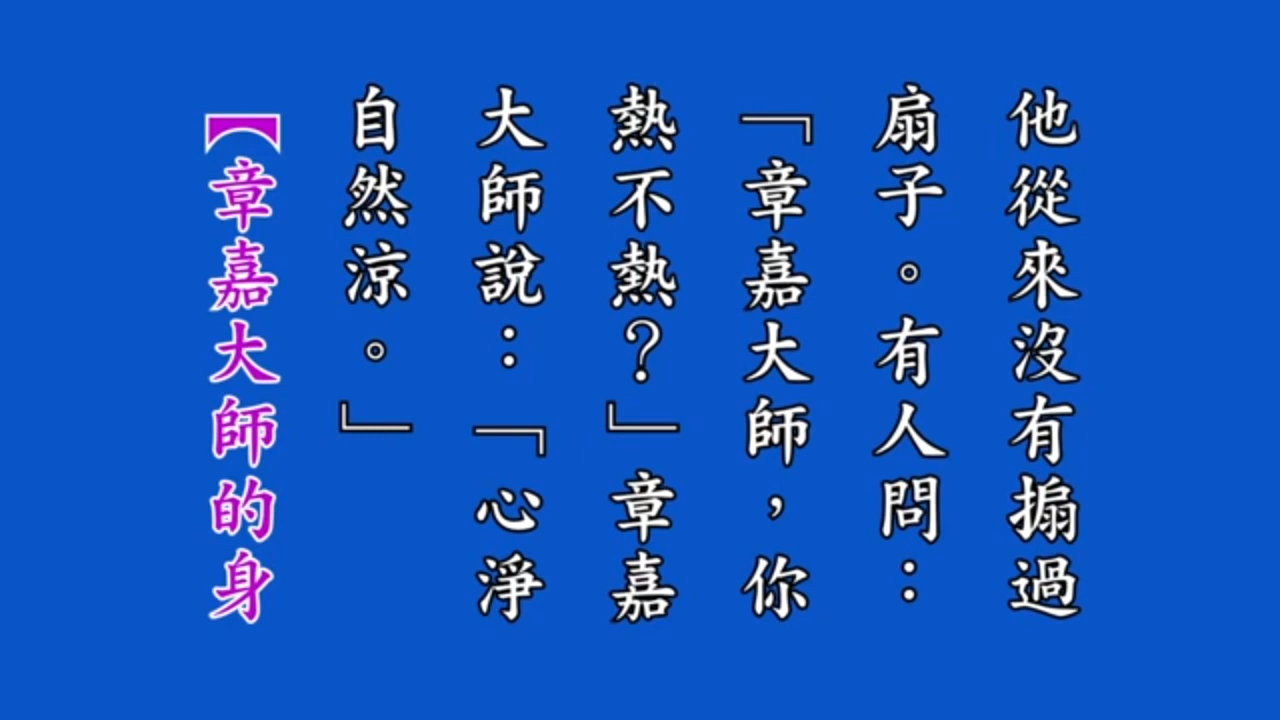 他從來沒有搧過
扇子。有人問：
「章嘉大師，你
熱不熱？」章嘉
大師說：「心淨
自然涼。」
【章嘉大師的身